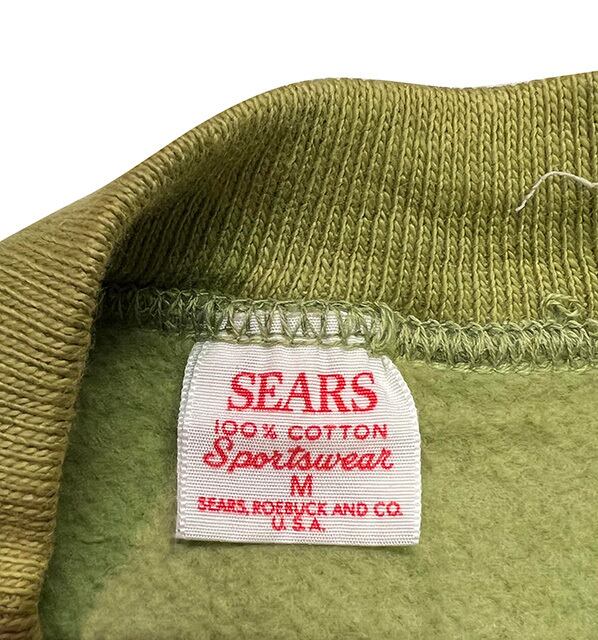 SEARS
100% COTTON
Sportswear
M
SEARS, ROEBUCK AND CO.
U.S.A.